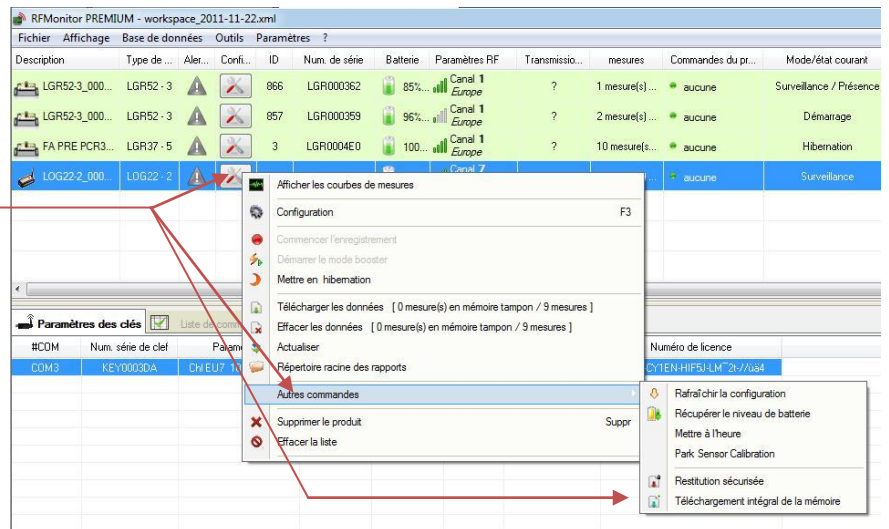 RFMonitor PREMIUM - workspace_2011-11-22.xml
Fichier Affichage Base de données Outils Paramètres ?
Description Type de ... Aler... Confi... ID Num. de série Batterie Paramètres RF Transmissio... mesures Commandes du pr... Mode/état courant
LGR52-3_000... LGR52 - 3 866 LGR000362 85%... Canal 1 Europe ? 1 mesure(s) ... aucune Surveillance / Présence
LGR52-3_000... LGR52 - 3 857 LGR000359 96%... Canal 1 Europe ? 2 mesure(s) ... aucune Démarrage
FA PRE PCR3... LGR37 - 5 3 LGR0004E0 100... Canal 1 Europe ? 10 mesure(s... aucune Hibernation
LOG22-2_000... LOG22 - 2 Canal 7 aucune Surveillance
Afficher les courbes de mesures
Configuration F3
Commencer l'enregistrement
Démarrer le mode booster
Mettre en hibernation
Télécharger les données [ 0 mesure(s) en mémoire tampon / 9 mesures ]
Effacer les données [ 0 mesure(s) en mémoire tampon / 9 mesures ]
Actualiser
Répertoire racine des rapports
Autres commandes
Supprimer le produit Suppr
Effacer la liste
Rafraîchir la configuration
Récupérer le niveau de batterie
Mettre à l'heure
Park Sensor Calibration
Restitution sécurisée
Téléchargement intégral de la mémoire
Paramètres des clés Liste de
#COM Num. série de clef Numéro de licence
COM3 KEY0003DA